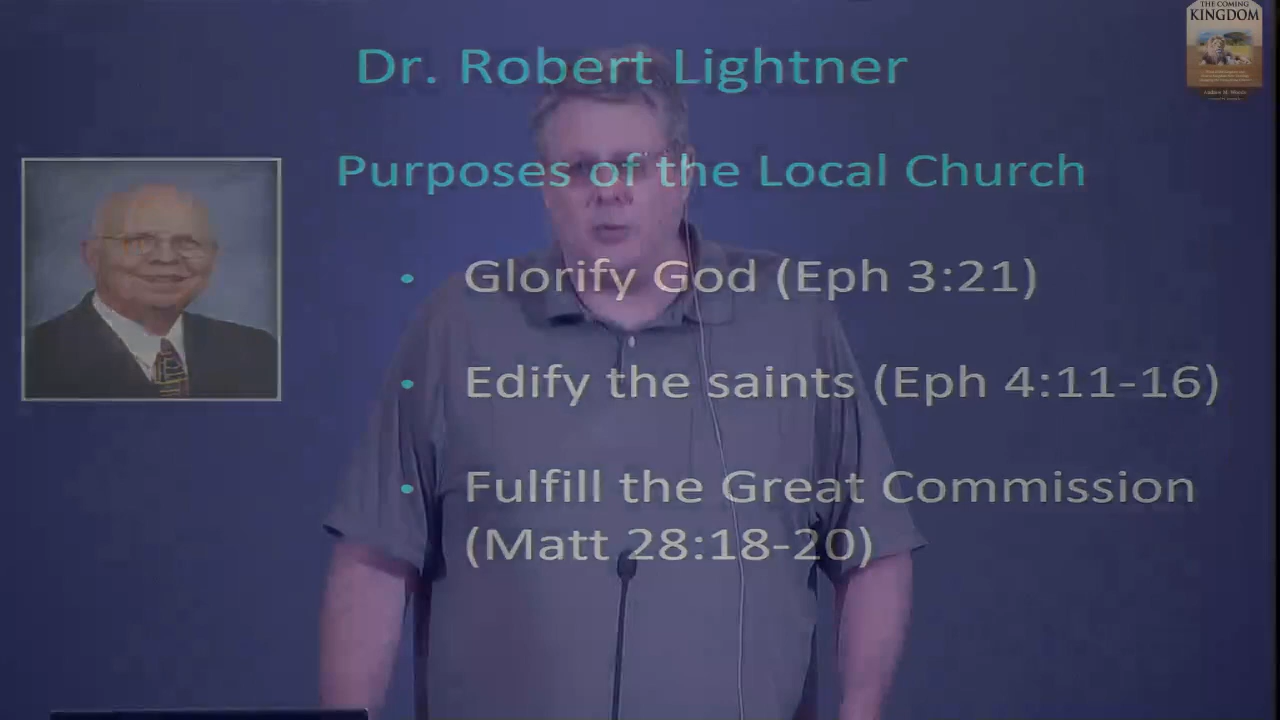 THE COMING
KINGDOM
Dr. Robert Lightner
Purposes of the Local Church
• Glorify God (Eph 3:21)
• Edify the saints (Eph 4:11-16)
• Fulfill the Great Commission
(Matt 28:18-20)